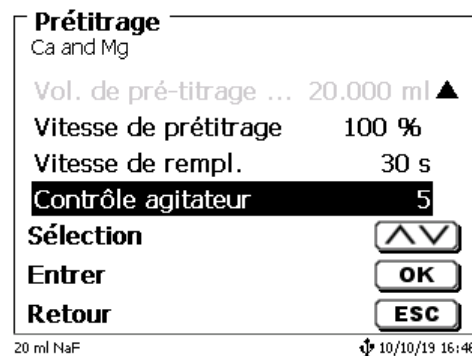 Prétitrage
Ca and Mg
Vol. de pré-titrage ... 20.000 ml
Vitesse de prétitrage 100 %
Vitesse de rempl. 30 s
Contrôle agitateur 5
Sélection
Entrer OK
Retour ESC
20 ml NaF 10/10/19 16:46